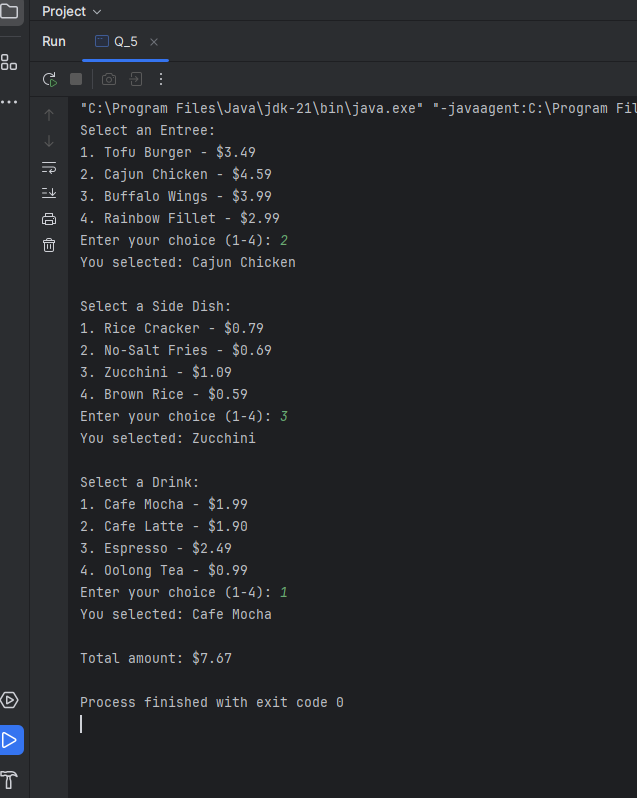 Project
Run Q_5
"C:\Program Files\Java\jdk-21\bin\java.exe" "-javaagent:C:\Program Fil
Select an Entree:
1. Tofu Burger - $3.49
2. Cajun Chicken - $4.59
3. Buffalo Wings - $3.99
4. Rainbow Fillet - $2.99
Enter your choice (1-4): 2
You selected: Cajun Chicken
Select a Side Dish:
1. Rice Cracker - $0.79
2. No-Salt Fries - $0.69
3. Zucchini - $1.09
4. Brown Rice - $0.59
Enter your choice (1-4): 3
You selected: Zucchini
Select a Drink:
1. Cafe Mocha - $1.99
2. Cafe Latte - $1.90
3. Espresso - $2.49
4. Oolong Tea - $0.99
Enter your choice (1-4): 1
You selected: Cafe Mocha
Total amount: $7.67
Process finished with exit code 0